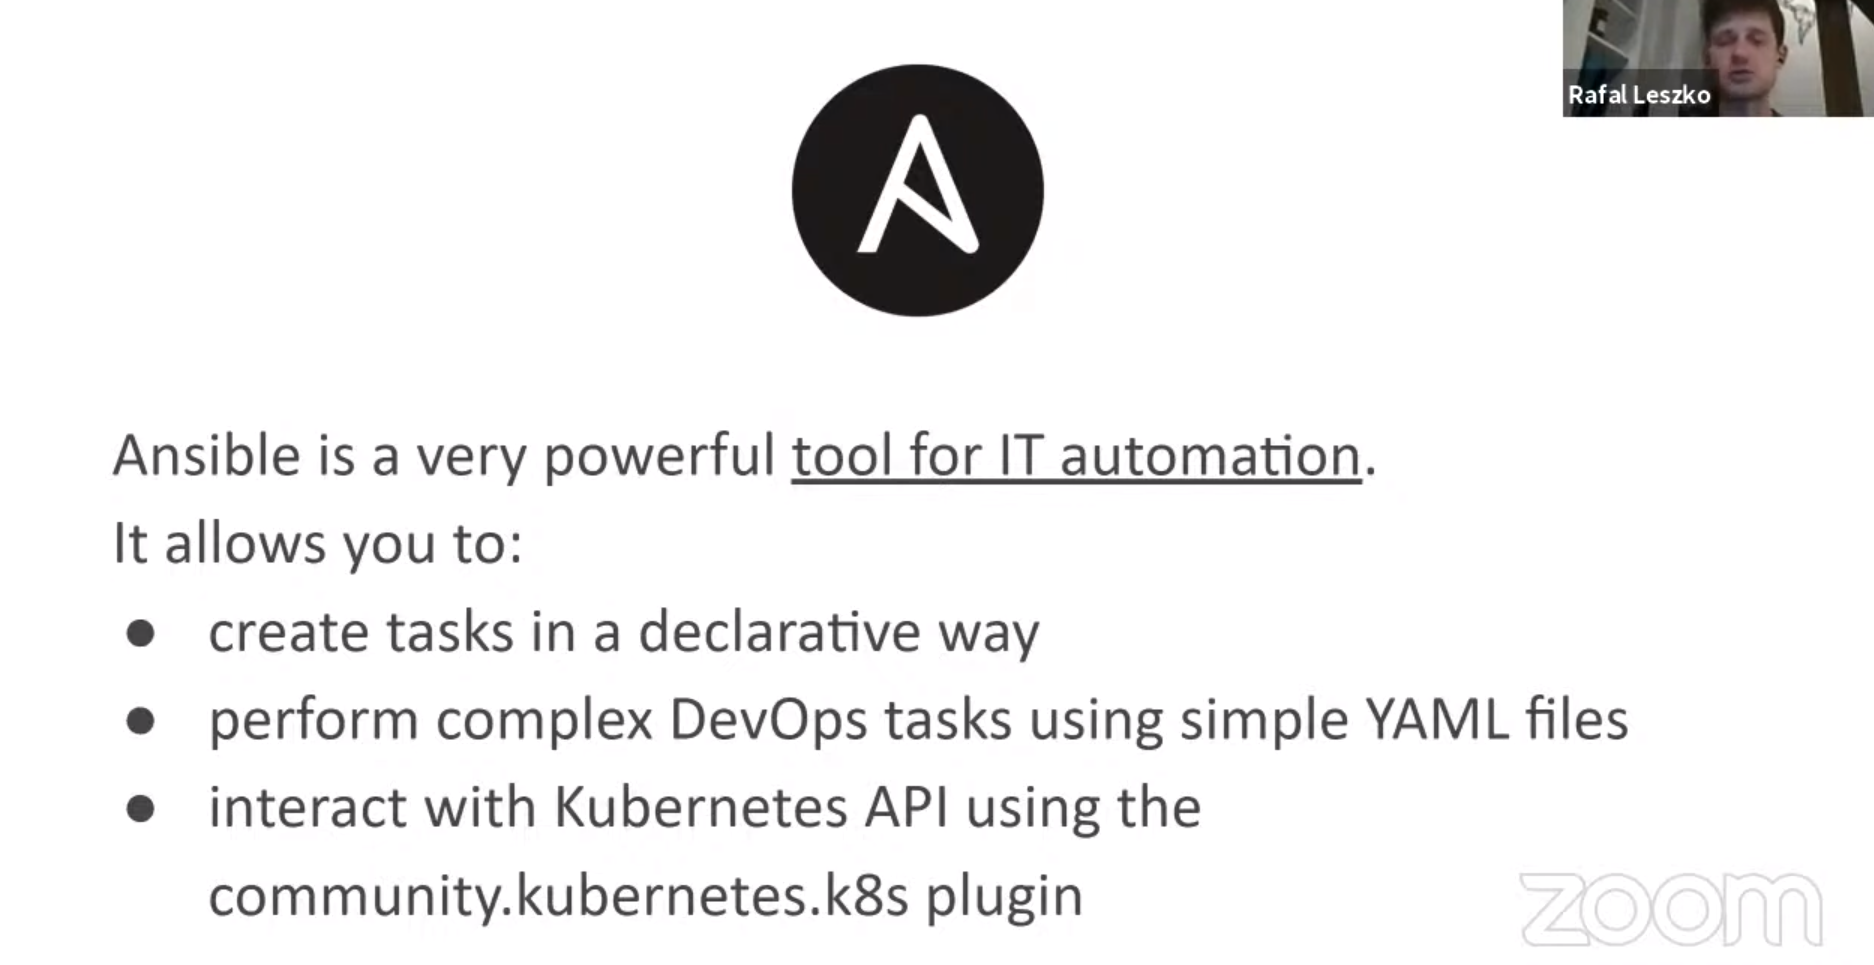 Rafal Leszko
Ansible is a very powerful tool for IT automation.
It allows you to:
● create tasks in a declarative way
● perform complex DevOps tasks using simple YAML files
● interact with Kubernetes API using the
community.kubernetes.k8s plugin
zoom